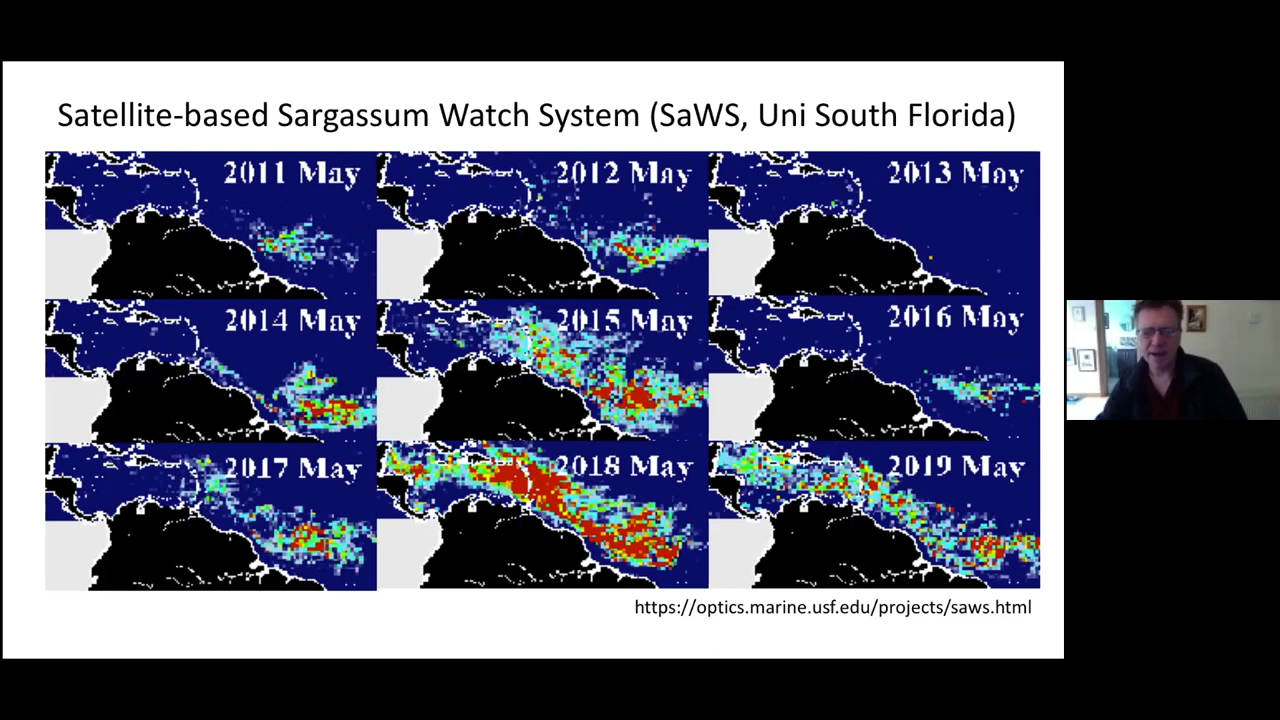 Satellite-based Sargassum Watch System (SaWS, Uni South Florida)
2011 May
2012 May
2013 May
2014 May
2015 May
2016 May
2017 May
2018 May
2019 May
https://optics.marine.usf.edu/projects/saws.html